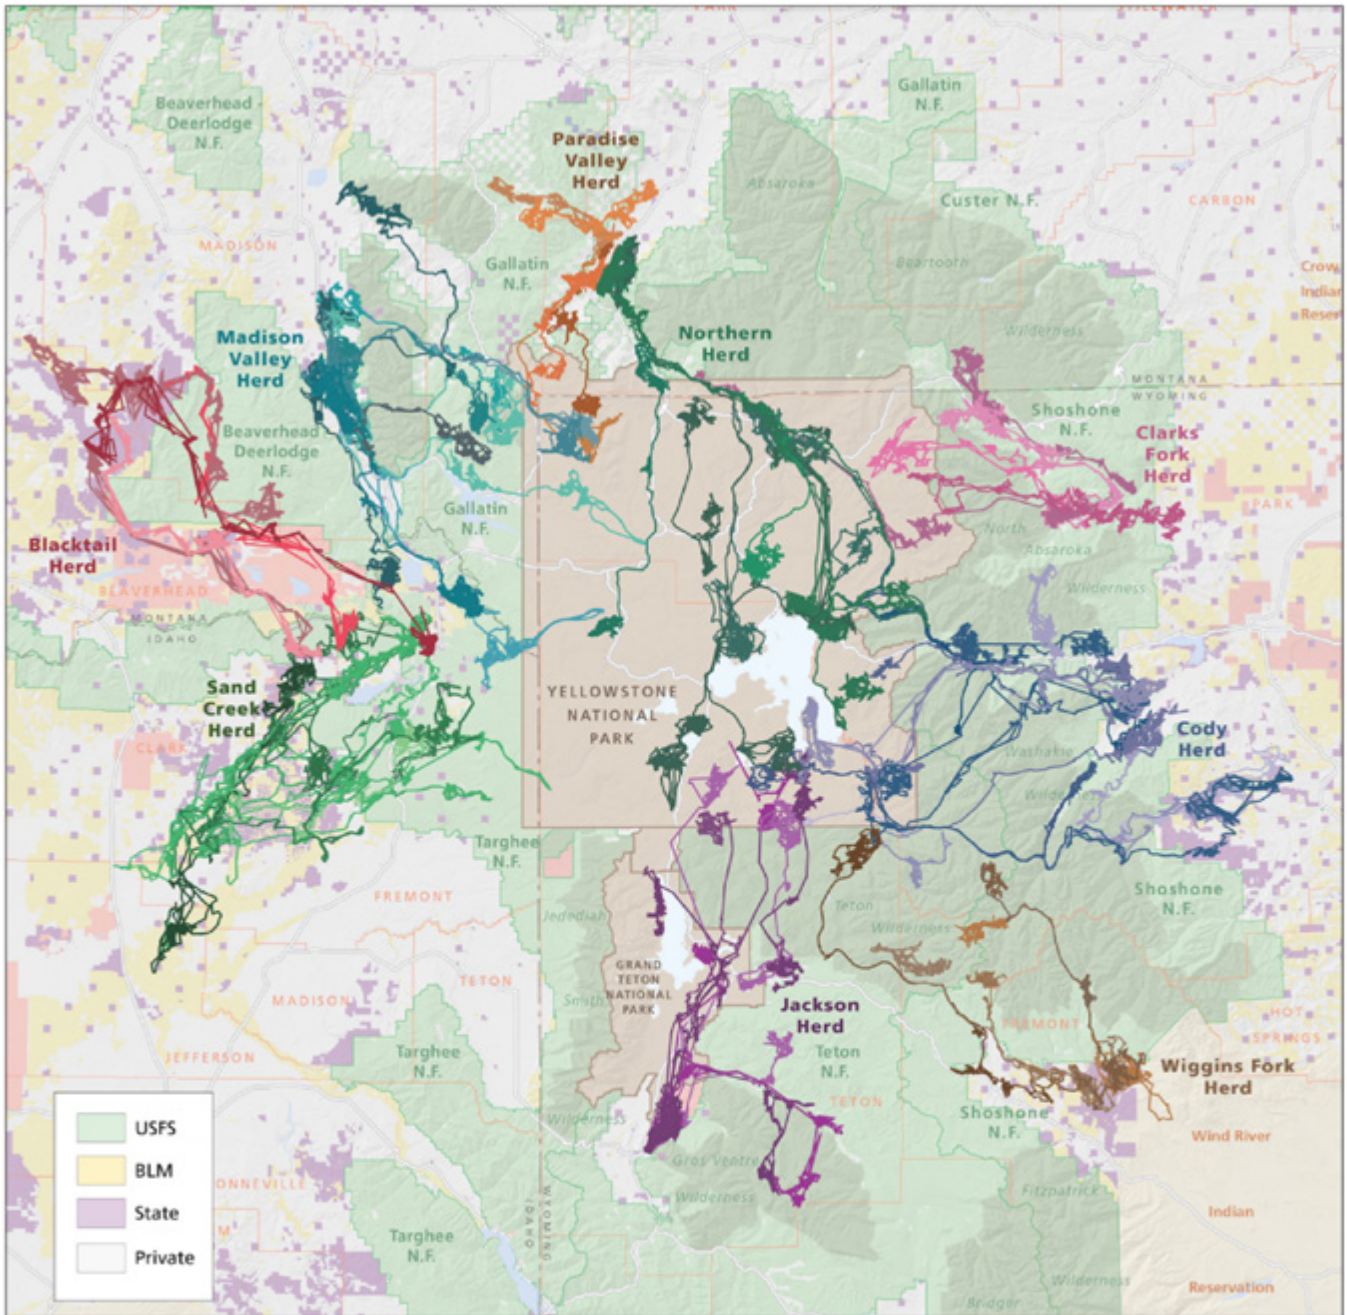 PARK
STILLWATER
Gallatin
N.F.
Beaverhead -
Deerlodge
N.F.
Paradise
Valley
Herd
Absaroka
Custer N.F.
CARBON
MADISON
Gallatin
N.F.
Beartooth
Crow
Indian
Reser
Madison
Valley
Herd
Northern
Herd
Wilderness
MONTANA
WYOMING
Shoshone
N.F.
Beaverhead
Deerlodge
N.F.
Clarks
Fork
Herd
Gallatin
N.F.
PARK
North
Absaroka
Blacktail
Herd
Wilderness
BEAVERHEAD
MONTANA
IDAHO
Sand
Creek
Herd
YELLOWSTONE
NATIONAL
PARK
CLARK
Washakie
Cody
Herd
Wilderness
Targhee
N.F.
Shoshone
N.F.
FREMONT
Teton
Wilderness
Jedediah
GRAND
TETON
NATIONAL
PARK
TETON
Smith
MADISON
Jackson
Herd
FREMONT
HOT
SPRINGS
JEFFERSON
Targhee
N.F.
Teton
N.F.
Wiggins Fork
Herd
TETON
Shoshone
N.F.
Wilderness
Wind River
Gros Ventre
Wilderness
Fitzpatrick
Indian
ONNEVILLE
M
IDAHO
WYOMING
Targhee
N.F.
Wilderness
Reservation
Bridger
USFS
BLM
State
Private